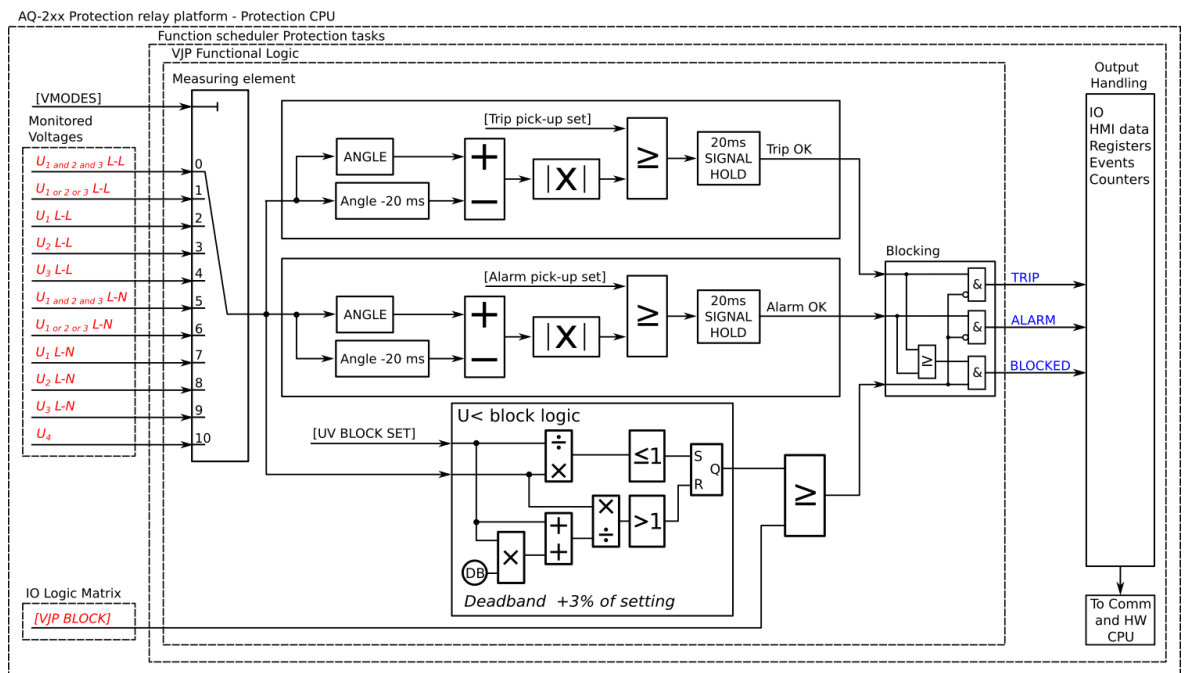 AQ-2xx Protection relay platform - Protection CPU
Function scheduler Protection tasks
VJP Functional Logic
Measuring element
[VMODES]
Monitored
Voltages
U1 and 2 and 3 L-L
U1 or 2 or 3 L-L
U1 L-L
U2 L-L
U3 L-L
U1 and 2 and 3 L-N
U1 or 2 or 3 L-N
U1 L-N
U2 L-N
U3 L-N
U4
0
1
2
3
4
5
6
7
8
9
10
[Trip pick-up set]
ANGLE
Angle -20 ms
+
−
|X|
≥
20ms
SIGNAL
HOLD
Trip OK
[Alarm pick-up set]
ANGLE
Angle -20 ms
+
−
|X|
≥
20ms
SIGNAL
HOLD
Alarm OK
U< block logic
[UV BLOCK SET]
÷
×
≤1
S
R
Q
×
÷
>1
+
+
×
DB
Deadband +3% of setting
≥
Blocking
&
&
&
≥
TRIP
ALARM
BLOCKED
Output
Handling
IO
HMI data
Registers
Events
Counters
To Comm
and HW
CPU
IO Logic Matrix
[VJP BLOCK]